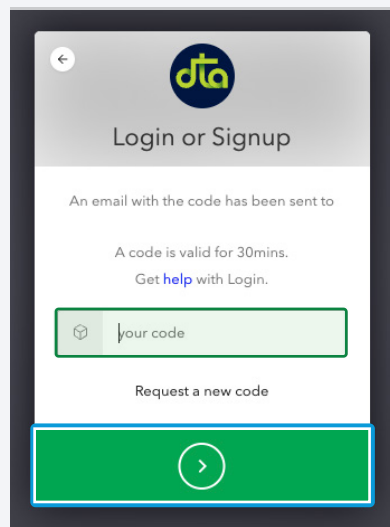 dta
Login or Signup
An email with the code has been sent to
A code is valid for 30mins.
Get help with Login.
your code
Request a new code